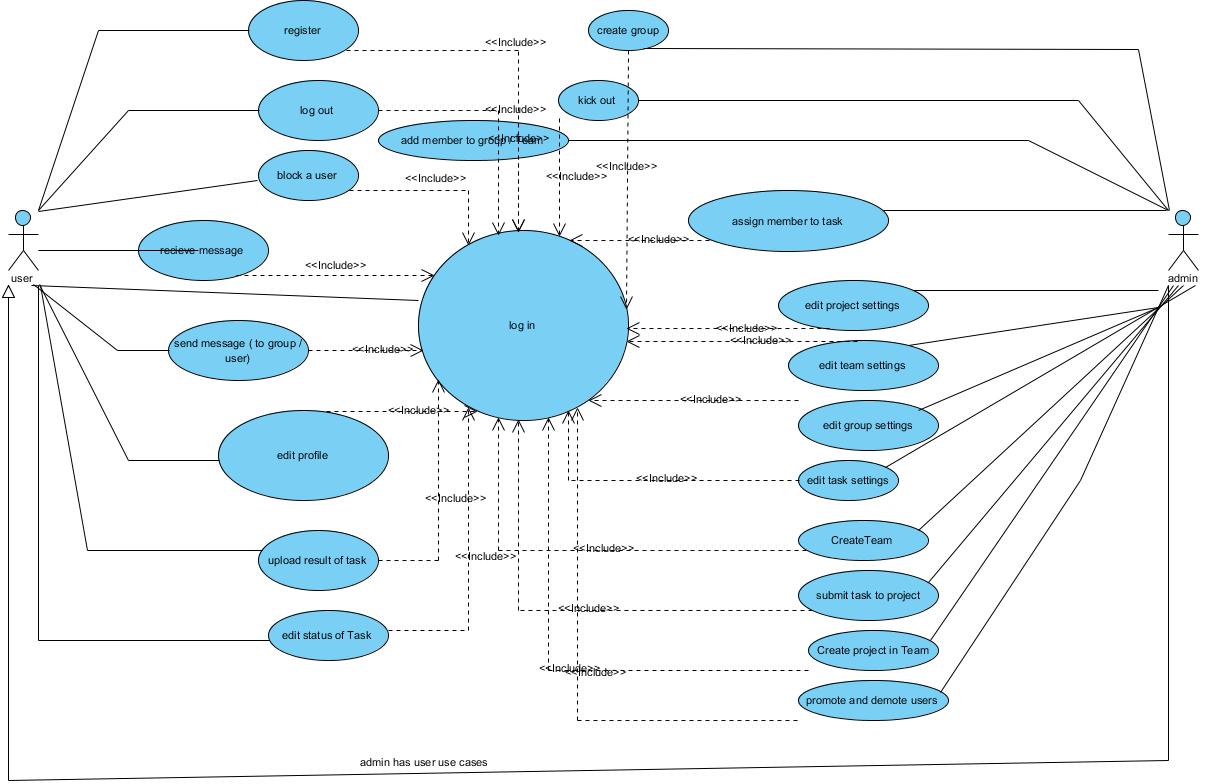 register
<<Include>>
create group
log out
<<Include>>
kick out
add member to group / Team
<<Include>>
<<Include>>
block a user
<<Include>>
<<Include>>
assign member to task
<<Include>>
recieve message
<<Include>>
user
admin
edit project settings
log in
<<Include>>
<<Include>>
send message ( to group /
user)
<<Include>>
edit team settings
<<Include>>
<<Include>>
edit group settings
edit profile
<<Include>>
edit task settings
<<Include>>
CreateTeam
<<Include>>
<<Include>>
upload result of task
submit task to project
<<Include>>
edit status of Task
Create project in Team
<<Include>>
<<Include>>
promote and demote users
admin has user use cases